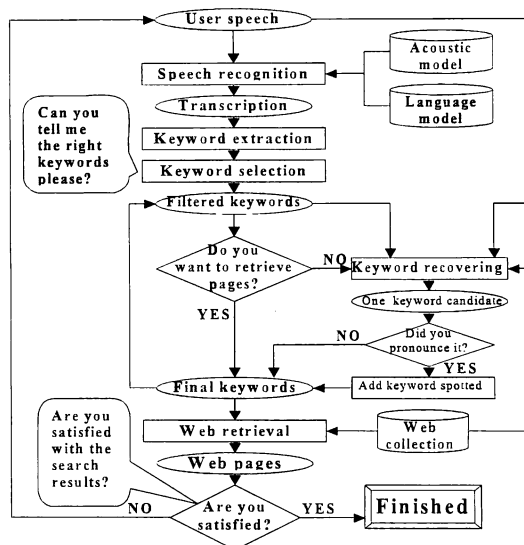 User speech
Speech recognition
Acoustic
model
Language
model
Transcription
Can you
tell me
the right
keywords
please?
Keyword extraction
Keyword selection
Filtered keywords
Do you
want to retrieve
pages?
NO
Keyword recovering
One keyword candidate
YES
Did you
pronounce it?
NO
YES
Add keyword spotted
Final keywords
Are you
satisfied
with the
search
results?
Web retrieval
Web
collection
Web pages
Are you
satisfied?
NO
YES
Finished